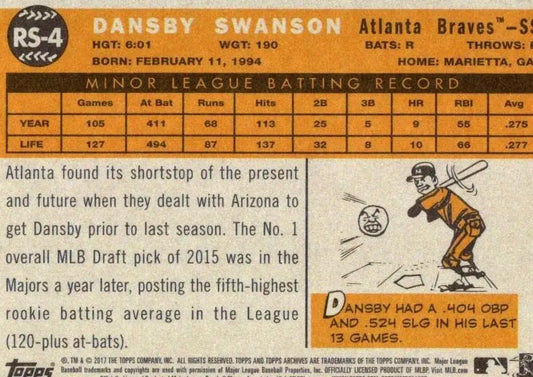 RS-4
DANSBY SWANSON Atlanta Braves™–SS
HGT: 6:01 WGT: 190 BATS: R THROWS:
BORN: FEBRUARY 11, 1994 HOME: MARIETTA, GA
MINOR LEAGUE BATTING RECORD
Games At Bat Runs Hits 2B 3B HR RBI Avg
YEAR 105 411 68 113 25 5 9 55 .275
LIFE 127 494 87 137 32 8 10 66 .277
Atlanta found its shortstop of the present
and future when they dealt with Arizona to
get Dansby prior to last season. The No. 1
overall MLB Draft pick of 2015 was in the
Majors a year later, posting the fifth-highest
rookie batting average in the League
(120-plus at-bats).
DANSBY HAD A .404 OBP
AND .524 SLG IN HIS LAST
13 GAMES.
Topps
®, TM & © 2017 THE TOPPS COMPANY, INC. ALL RIGHTS RESERVED. TOPPS AND TOPPS ARCHIVES ARE TRADEMARKS OF THE TOPPS COMPANY, INC. Major League
Baseball trademarks and copyrights are used with permission of Major League Baseball Properties, Inc. OFFICIALLY LICENSED PRODUCT OF MLBP. Visit MLB.com